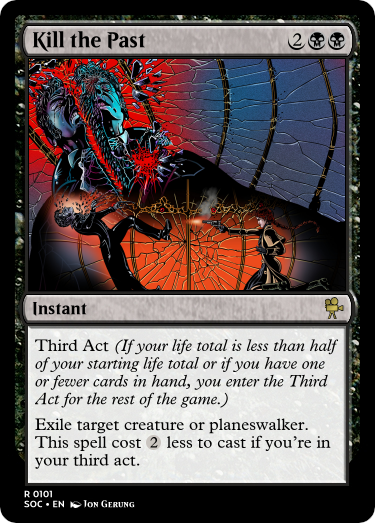 Kill the Past 2
Instant
Third Act (If your life total is less than half
of your starting life total or if you have one
or fewer cards in hand, you enter the Third
Act for the rest of the game.)
Exile target creature or planeswalker.
This spell cost 2 less to cast if you're in
your third act.
R 0101
SOC • EN Jon Gerung